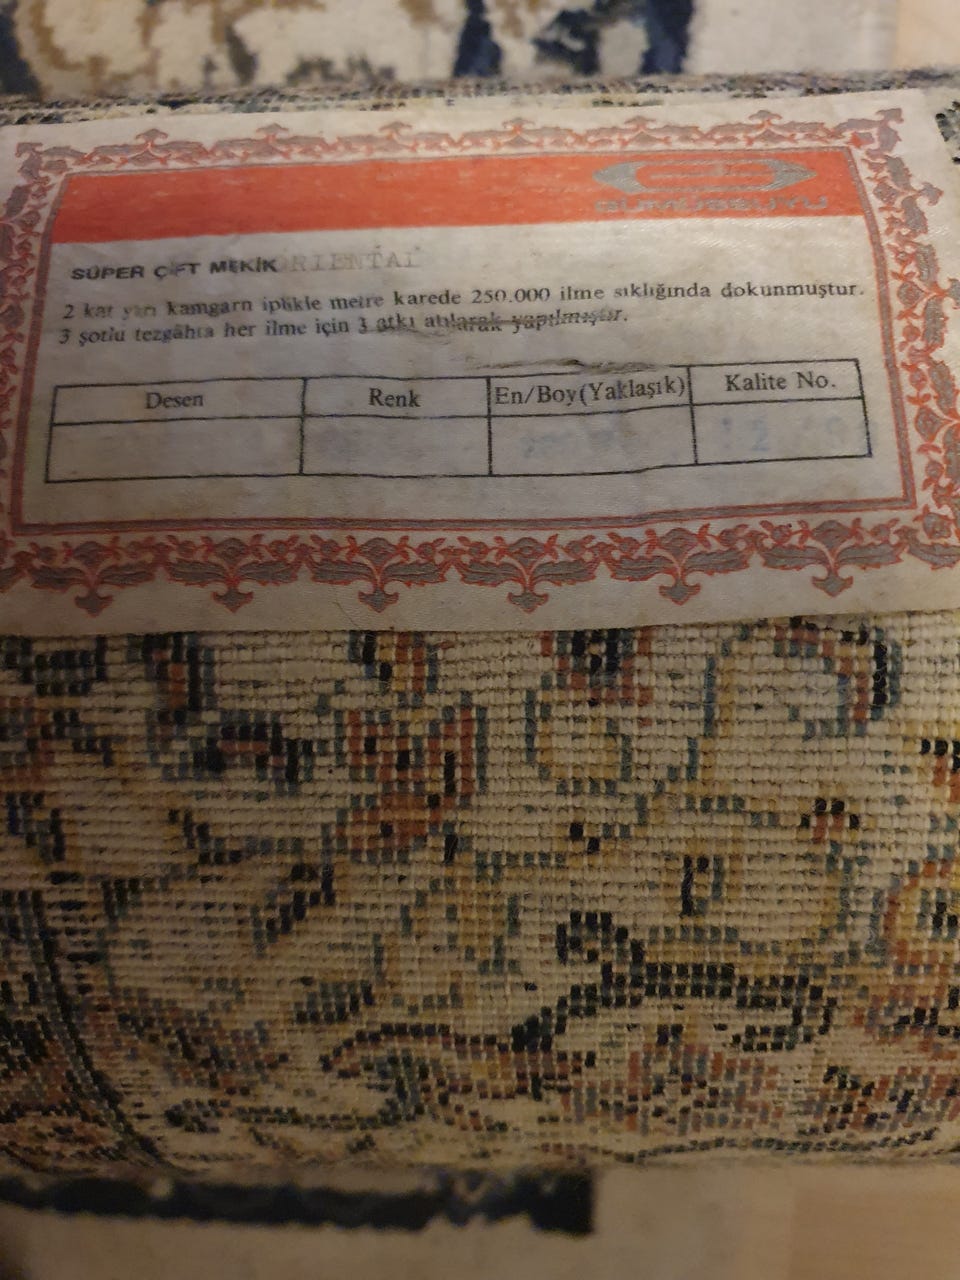 GÜMÜŞSUYU
SÜPER ÇİFT MEKİK ORIENTAL
2 kat yarı kamgarn iplikle metre karede 250.000 ilme sıklığında dokunmuştur.
3 şotlu tezgâhta her ilme için 3 atkı atılarak yapılmıştır.
Desen Renk En/Boy(Yaklaşık) Kalite No.